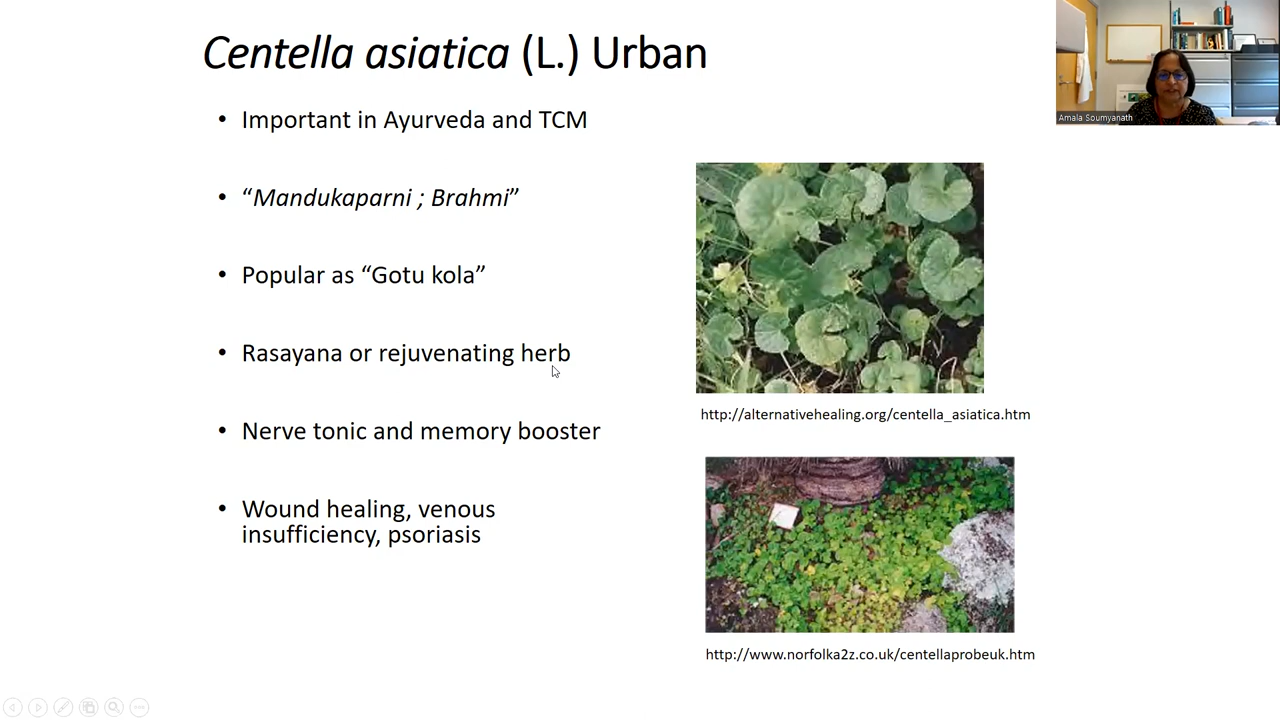 Centella asiatica (L.) Urban
• Important in Ayurveda and TCM
• “Mandukaparni ; Brahmi”
• Popular as “Gotu kola”
• Rasayana or rejuvenating herb
• Nerve tonic and memory booster
• Wound healing, venous
insufficiency, psoriasis
Amala Soumyanath
http://alternativehealing.org/centella_asiatica.htm
http://www.norfolka2z.co.uk/centellaprobeuk.htm